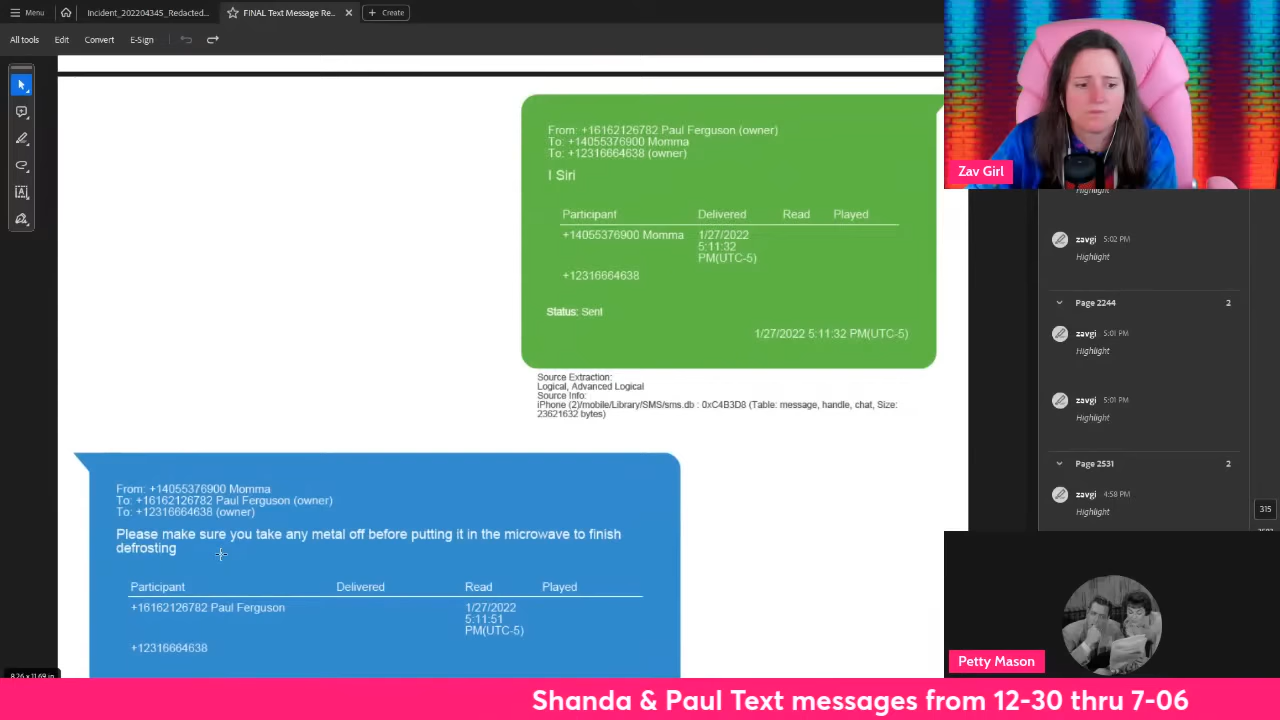 Menu
Incident_202204345_Redacted...
FINAL Text Message Re...
Create
All tools
Edit
Convert
E-Sign
From: +16162126782 Paul Ferguson (owner)
To: +14055376900 Momma
To: +12316664638 (owner)
I Siri
Participant Delivered Read Played
+14055376900 Momma 1/27/2022
5:11:32
PM(UTC-5)
+12316664638
Status: Sent
1/27/2022 5:11:32 PM(UTC-5)
Source Extraction:
Logical, Advanced Logical
Source Info:
iPhone (2)/mobile/Library/SMS/sms.db : 0xC4B3D8 (Table: message, handle, chat, Size:
23621632 bytes)
From: +14055376900 Momma
To: +16162126782 Paul Ferguson (owner)
To: +12316664638 (owner)
Please make sure you take any metal off before putting it in the microwave to finish
defrosting
Participant Delivered Read Played
+16162126782 Paul Ferguson 1/27/2022
5:11:51
PM(UTC-5)
+12316664638
8.26 x 11.69 in
Zav Girl
Highlight
zavgi 5:02 PM
Highlight
Page 2244 2
zavgi 5:01 PM
Highlight
zavgi 5:01 PM
Highlight
Page 2531 2
zavgi 4:58 PM
Highlight
315
Petty Mason
Shanda & Paul Text messages from 12-30 thru 7-06